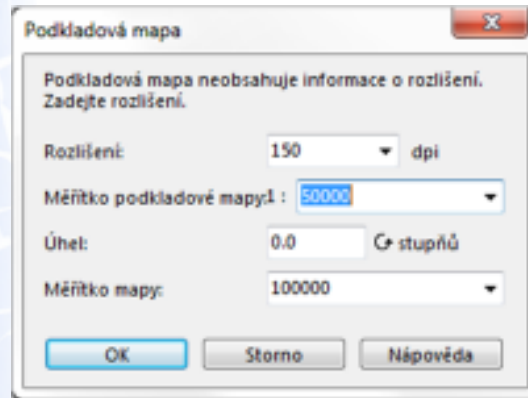 Podkladová mapa
Podkladová mapa neobsahuje informace o rozlišení.
Zadejte rozlišení.
Rozlišení: 150 dpi
Měřítko podkladové mapy:1 : 50000
Úhel: 0.0 stupňů
Měřítko mapy: 100000
OK Storno Nápověda